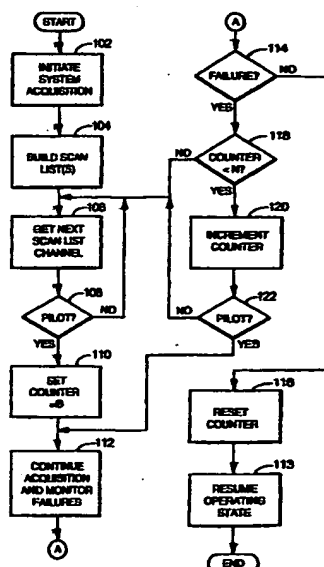 START
102
INITIATE
SYSTEM
ACQUISITION
104
BUILD SCAN
LIST(S)
106
GET NEXT
SCAN LIST
CHANNEL
108
PILOT?
NO
YES
110
SET
COUNTER
=0
112
CONTINUE
ACQUISITION
AND MONITOR
FAILURES
A
A
114
FAILURE?
NO
YES
118
NO
COUNTER
< N?
YES
120
INCREMENT
COUNTER
122
NO
PILOT?
YES
116
RESET
COUNTER
113
RESUME
OPERATING
STATE
END